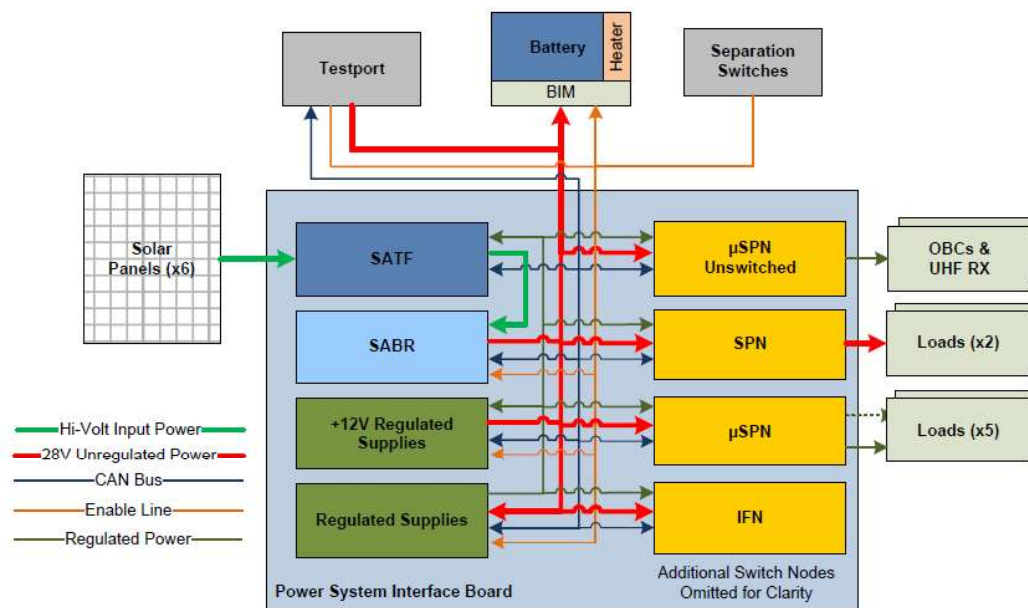 Testport
Battery
Heater
BIM
Separation
Switches
Solar
Panels (x6)
SATF
µSPN
Unswitched
OBCs &
UHF RX
SABR
SPN
Loads (x2)
+12V Regulated
Supplies
µSPN
Loads (x5)
Regulated Supplies
IFN
Hi-Volt Input Power
28V Unregulated Power
CAN Bus
Enable Line
Regulated Power
Power System Interface Board
Additional Switch Nodes
Omitted for Clarity